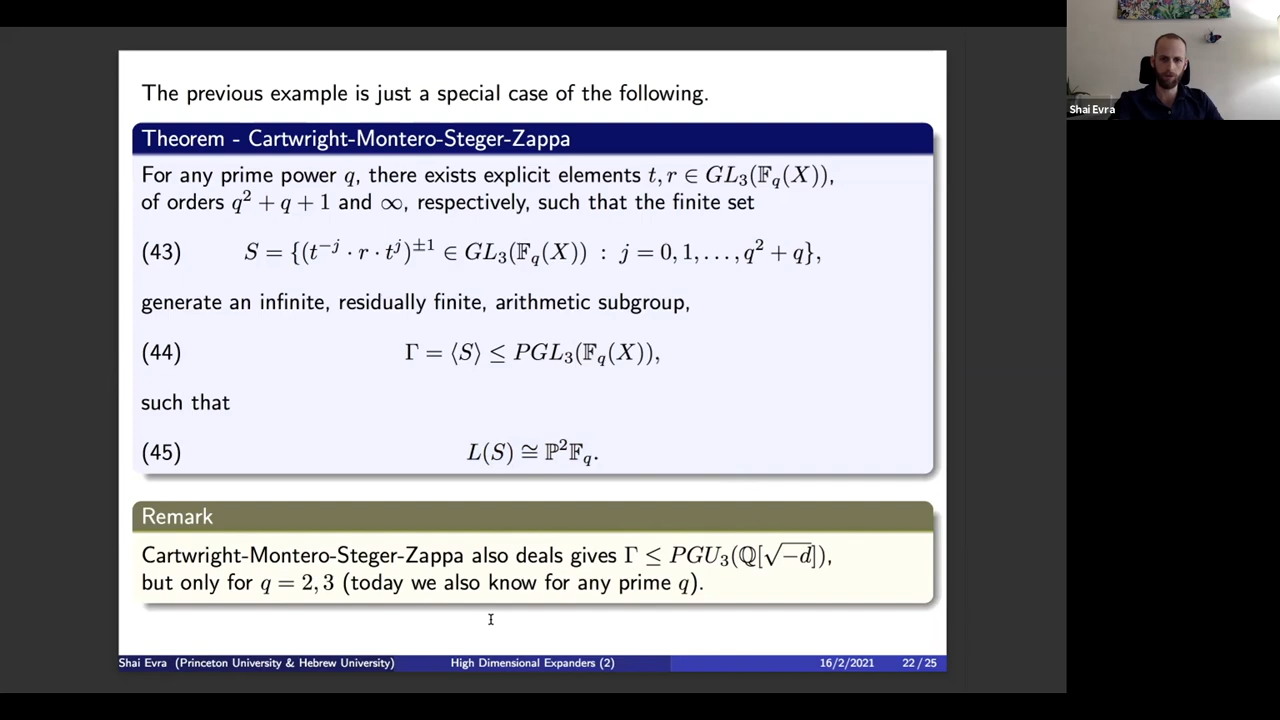 The previous example is just a special case of the following.
Theorem - Cartwright-Montero-Steger-Zappa
For any prime power q, there exists explicit elements t, r ∈ GL₃(𝔽_q(X)),
of orders q² + q + 1 and ∞, respectively, such that the finite set
(43) S = {(t⁻ʲ · r · tʲ)^{±1} ∈ GL₃(𝔽_q(X)) : j = 0, 1, . . . , q² + q},
generate an infinite, residually finite, arithmetic subgroup,
(44) Γ = ⟨S⟩ ≤ PGL₃(𝔽_q(X)),
such that
(45) L(S) ≅ ℙ²𝔽_q.
Remark
Cartwright-Montero-Steger-Zappa also deals gives Γ ≤ PGU₃(ℚ[√−d]),
but only for q = 2, 3 (today we also know for any prime q).
Shai Evra (Princeton University & Hebrew University) High Dimensional Expanders (2) 16/2/2021 22 / 25
Shai Evra